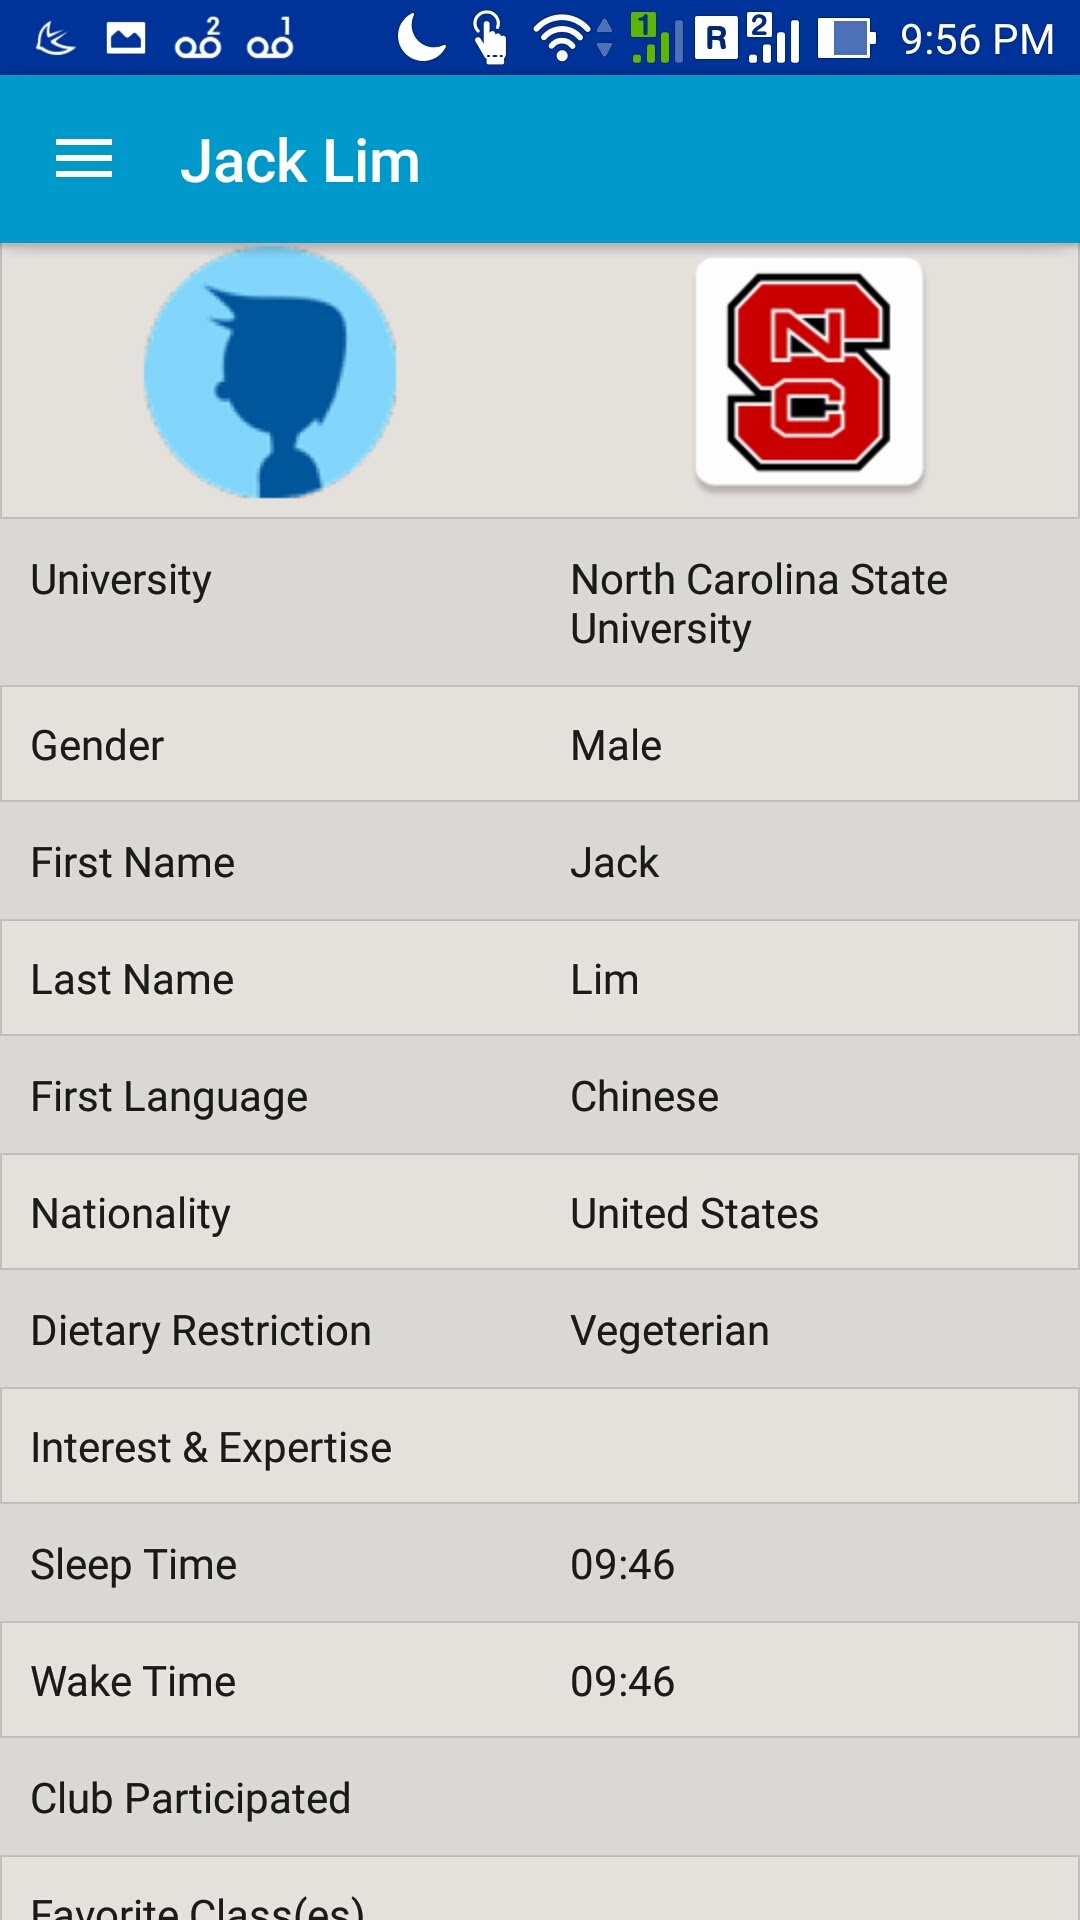 2 1 1 R 2 9:56 PM
Jack Lim
NC S
University North Carolina State
University
Gender Male
First Name Jack
Last Name Lim
First Language Chinese
Nationality United States
Dietary Restriction Vegeterian
Interest & Expertise
Sleep Time 09:46
Wake Time 09:46
Club Participated
Favorite Class(es)